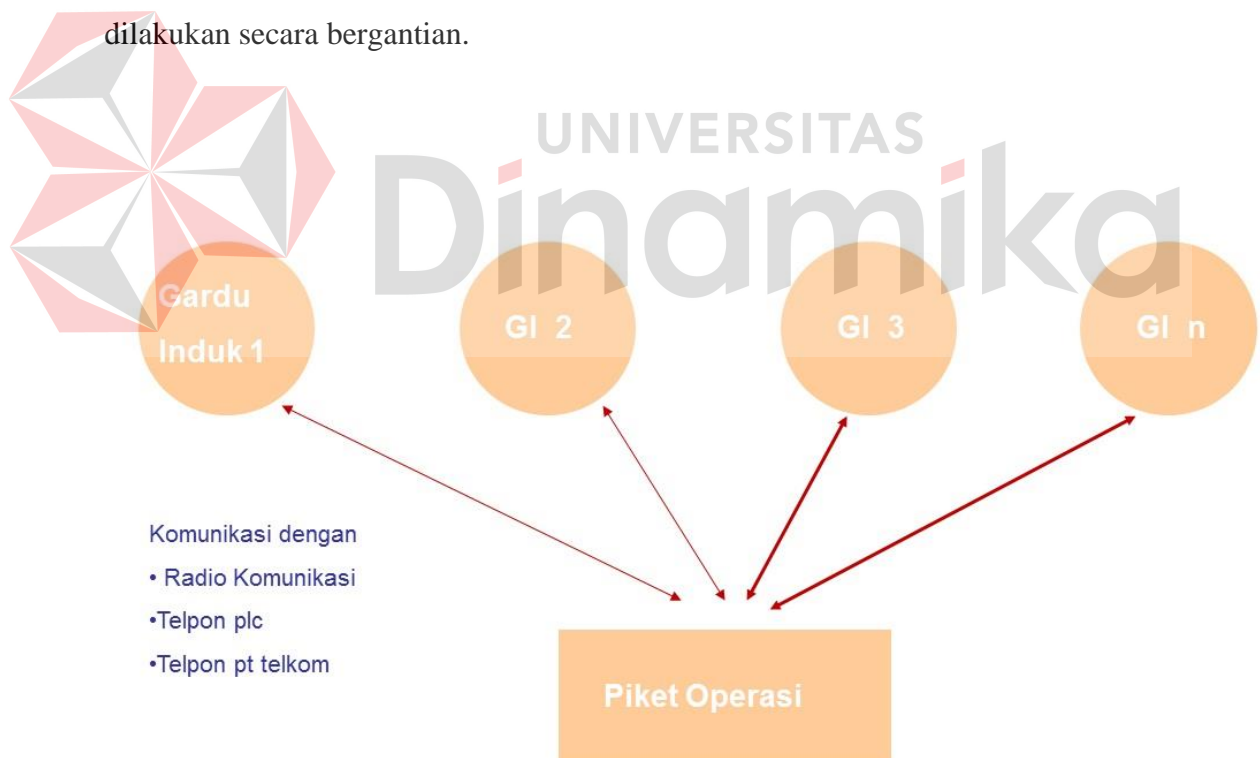 dilakukan secara bergantian.
UNIVERSITAS
Dinamika
Gardu
Induk 1
GI 2
GI 3
GI n
Komunikasi dengan
• Radio Komunikasi
•Telpon plc
•Telpon pt telkom
Piket Operasi